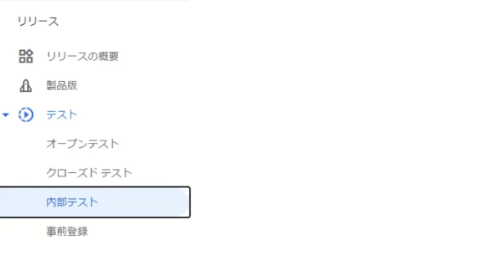 リリース
リリースの概要
製品版
テスト
オープンテスト
クローズド テスト
内部テスト
事前登録